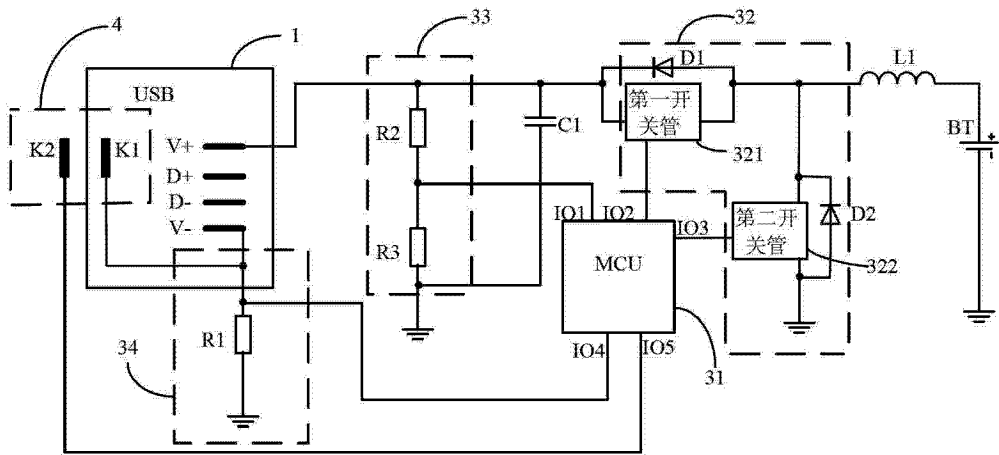 4
1
33
32
USB
D1
L1
K2
K1
V+
D+
D-
V-
R2
C1
第一开
关管
321
BT
IO1
IO2
R3
MCU
IO3
第二开
关管
D2
322
R1
34
IO4
IO5
31